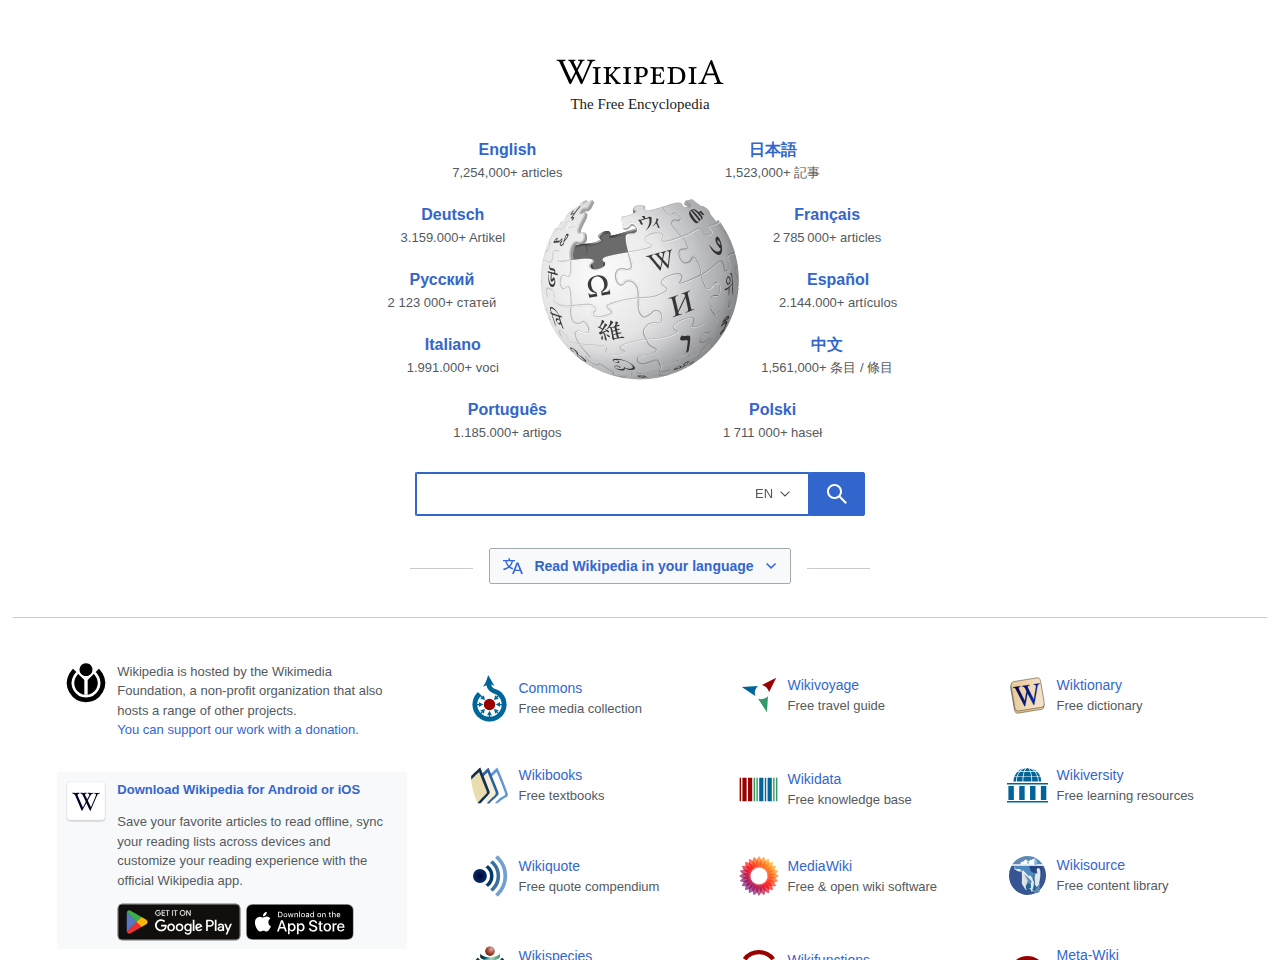 WIKIPEDIA
The Free Encyclopedia
English
7,254,000+ articles
日本語
1,523,000+ 記事
Deutsch
3.159.000+ Artikel
Français
2 785 000+ articles
Русский
2 123 000+ статей
Español
2.144.000+ artículos
Italiano
1.991.000+ voci
中文
1,561,000+ 条目 / 條目
Português
1.185.000+ artigos
Polski
1 711 000+ haseł
Ω
W
И
維
ウィ
EN
Read Wikipedia in your language
Wikipedia is hosted by the Wikimedia
Foundation, a non-profit organization that also
hosts a range of other projects.
You can support our work with a donation.
W
Download Wikipedia for Android or iOS
Save your favorite articles to read offline, sync
your reading lists across devices and
customize your reading experience with the
official Wikipedia app.
GET IT ON
Google Play
Download on the
App Store
Commons
Free media collection
Wikivoyage
Free travel guide
W
Wiktionary
Free dictionary
Wikibooks
Free textbooks
Wikidata
Free knowledge base
Wikiversity
Free learning resources
Wikiquote
Free quote compendium
MediaWiki
Free & open wiki software
Wikisource
Free content library
Wikispecies
Wikifunctions
Meta-Wiki